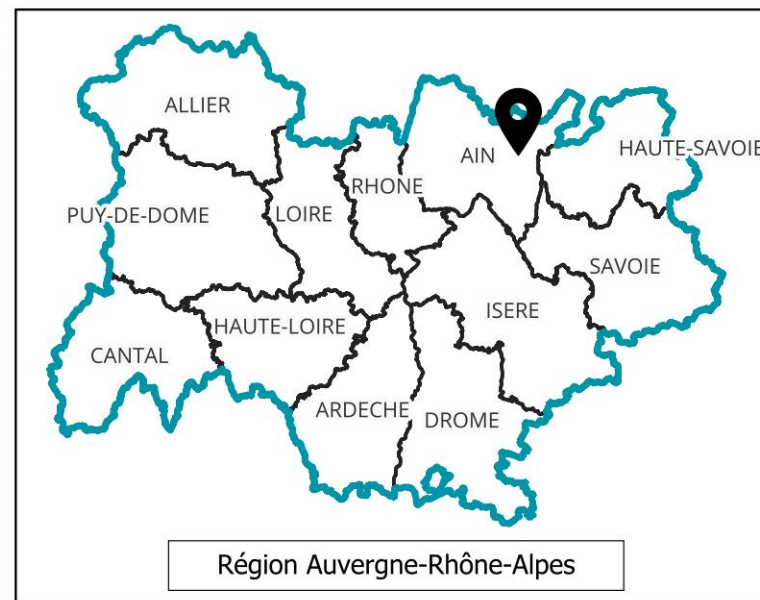 ALLIER
HAUTE-SAVOIE
AIN
RHONE
PUY-DE-DOME
LOIRE
SAVOIE
ISERE
HAUTE-LOIRE
CANTAL
ARDECHE
DROME
Région Auvergne-Rhône-Alpes